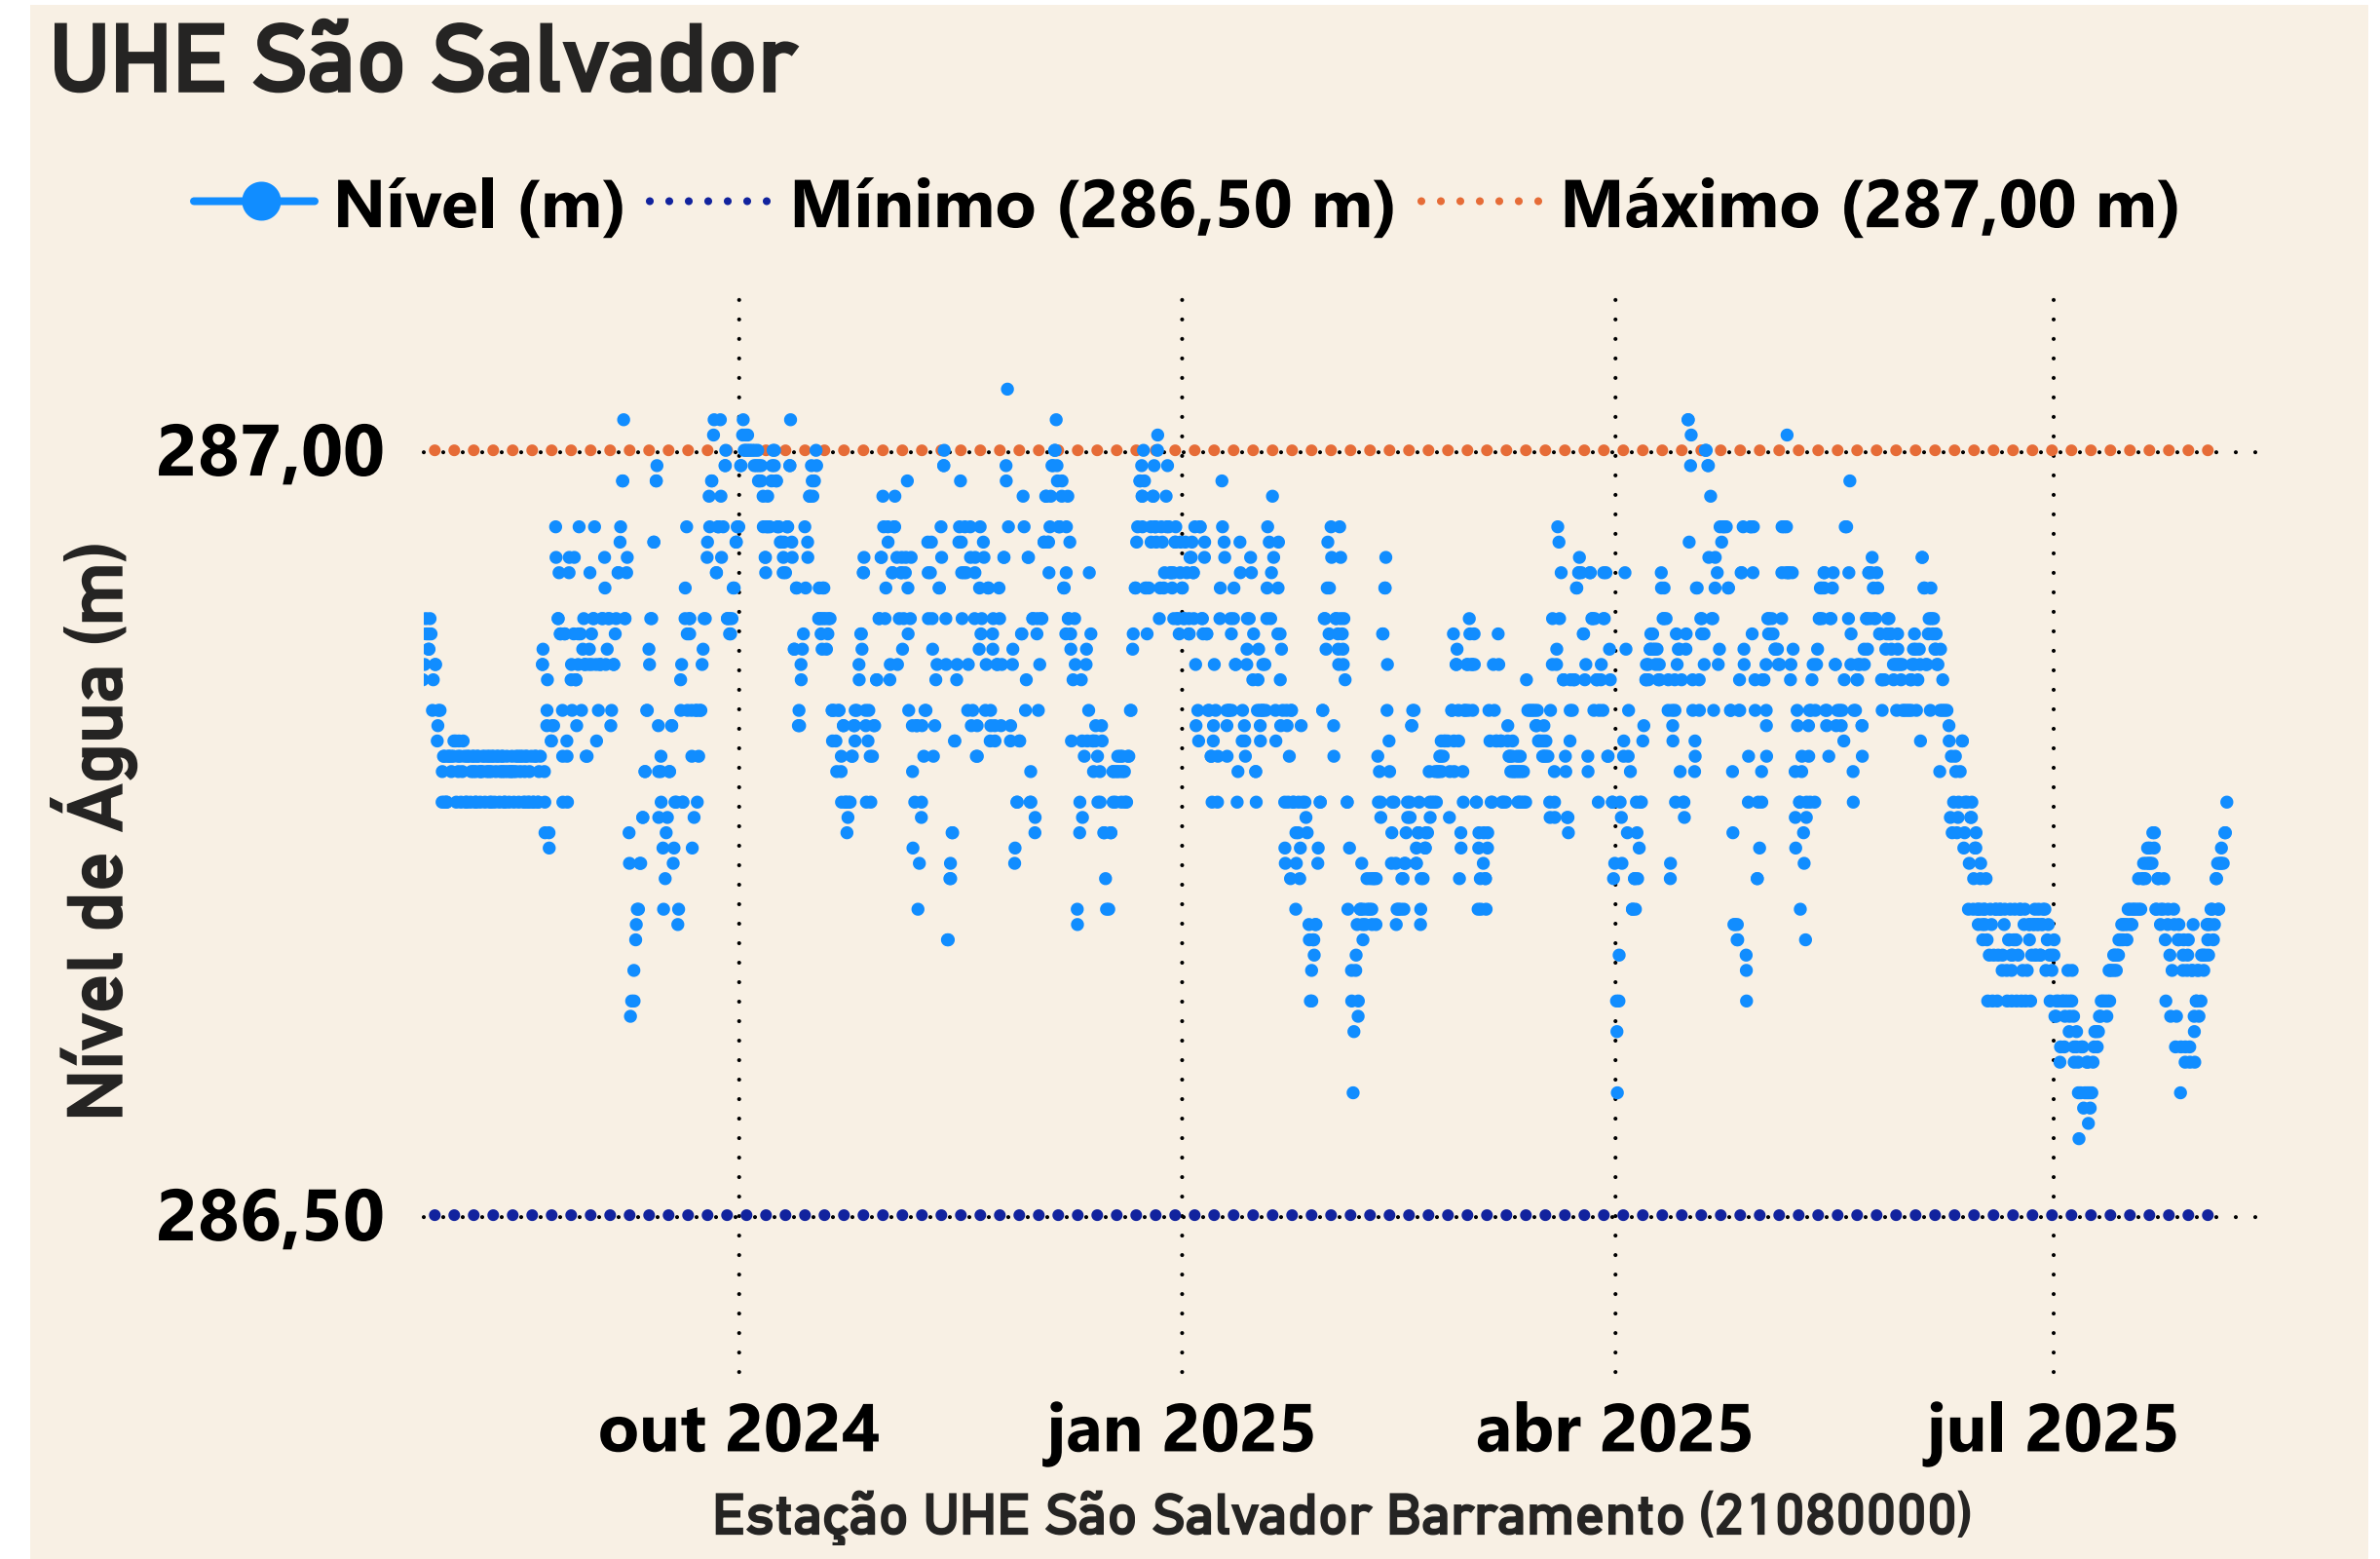 UHE São Salvador
Nível (m) Mínimo (286,50 m) Máximo (287,00 m)
Nível de Água (m)
287,00
286,50
out 2024 jan 2025 abr 2025 jul 2025
Estação UHE São Salvador Barramento (21080000)